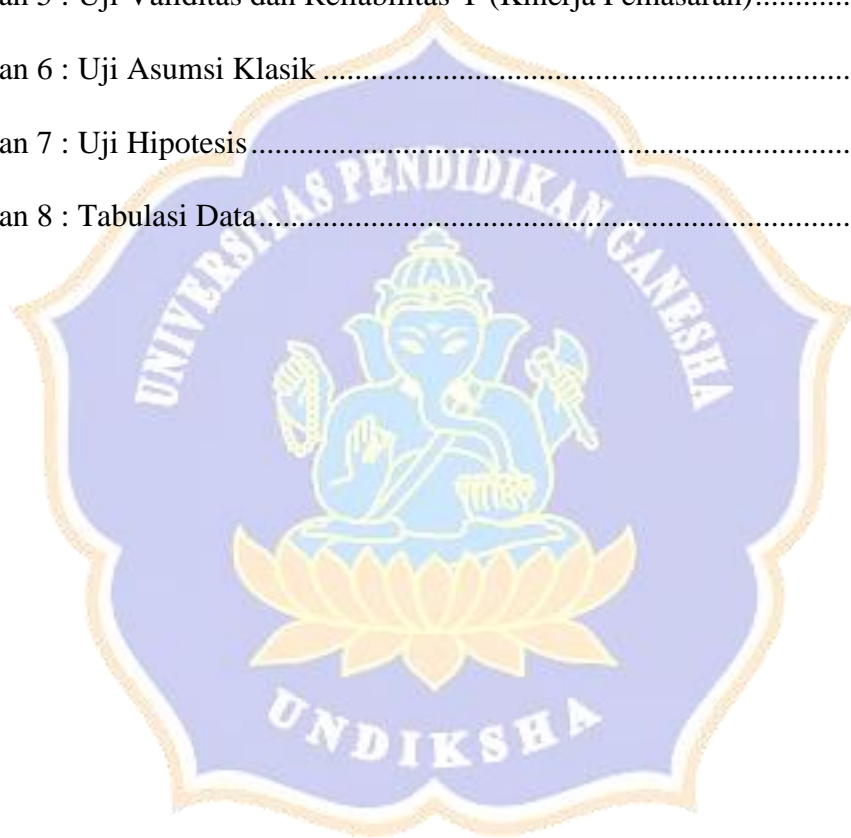 an 5 : Uji Validitas dan Reliabilitas Y (Kinerja Pemasaran)............
an 6 : Uji Asumsi Klasik................................................................
an 7 : Uji Hipotesis.........................................................................
an 8 : Tabulasi Data........................................................................
UNIVERSITAS PENDIDIKAN GANESHA
UNDIKSHA